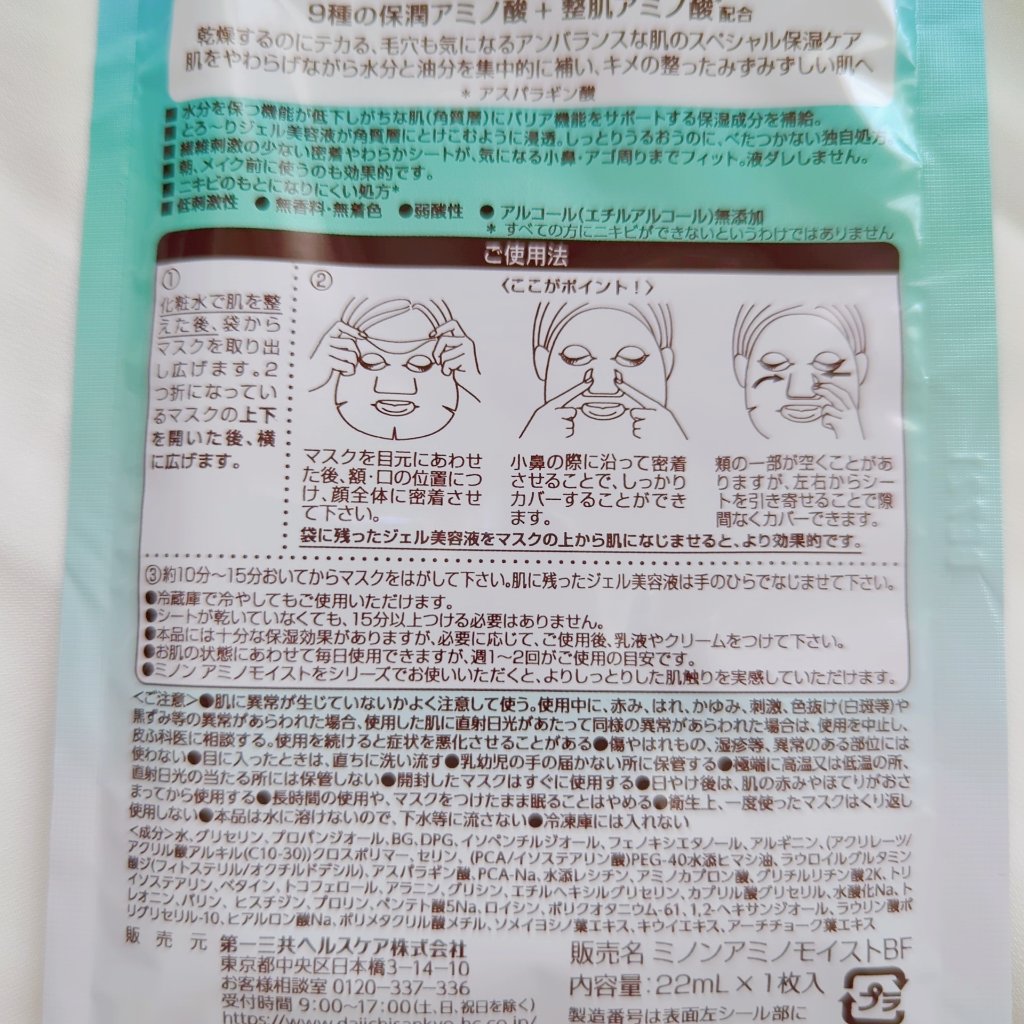 9種の保潤アミノ酸 + 整肌アミノ酸*配合
乾燥するのにテカる、毛穴も気になるアンバランスな肌のスペシャル保湿ケア
肌をやわらげながら水分と油分を集中的に補い、キメの整ったみずみずしい肌へ
* アスパラギン酸
■ 水分を保つ機能が低下しがちな肌(角質層)にバリア機能をサポートする保湿成分を補給。
■ とろ〜りジェル美容液が角質層にとけこむように浸透。しっとりうるおうのに、べたつかない独自処方。
■ 繊維刺激の少ない密着やわらかシートが、気になる小鼻・アゴ周りまでフィット。液ダレしません。
■ 朝、メイク前に使うのも効果的です。
■ ニキビのもとになりにくい処方*
■ 低刺激性 ● 無香料・無着色 ●弱酸性 ● アルコール(エチルアルコール)無添加
* すべての方にニキビができないというわけではありません
ご使用法
①
化粧水で肌を整
えた後、袋から
マスクを取り出
し広げます。2
つ折になってい
るマスクの上下
を開いた後、横
に広げます。
②
〈ここがポイント!〉
マスクを目元にあわせ
た後、額・口の位置につ
け、顔全体に密着させ
て下さい。
小鼻の際に沿って密着
させることで、しっかり
カバーすることができ
ます。
頬の一部が空くことがあ
りますが、左右からシー
トを引き寄せることで隙
間なくカバーできます。
袋に残ったジェル美容液をマスクの上から肌になじませると、より効果的です。
③約10分〜15分おいてからマスクをはがして下さい。肌に残ったジェル美容液は手のひらでなじませて下さい。
●冷蔵庫で冷やしてもご使用いただけます。
●シートが乾いていなくても、15分以上つける必要はありません。
●本品には十分な保湿効果がありますが、必要に応じて、ご使用後、乳液やクリームをつけて下さい。
●お肌の状態にあわせて毎日使用できますが、週1〜2回がご使用の目安です。
●ミノン アミノモイストをシリーズでお使いいただくと、よりしっとりした肌触りを実感していただけます。
<ご注意>●肌に異常が生じていないかよく注意して使う。使用中に、赤み、はれ、かゆみ、刺激、色抜け(白斑等)や
黒ずみ等の異常があらわれた場合、使用した肌に直射日光があたって同様の異常があらわれた場合は、使用を中止し、
皮ふ科医に相談する。使用を続けると症状を悪化させることがある●傷やはれもの、湿疹等、異常のある部位には
使わない●目に入ったときは、直ちに洗い流す●乳幼児の手の届かない所に保管する●極端に高温又は低温の所、
直射日光の当たる所には保管しない●開封したマスクはすぐに使用する●日やけ後は、肌の赤みやほてりがおさ
まってから使用する●長時間の使用や、マスクをつけたまま眠ることはやめる●衛生上、一度使ったマスクはくり返し
使用しない●本品は水に溶けないので、下水等に流さない●冷凍庫には入れない
<成分>水、グリセリン、プロパンジオール、BG、DPG、イソペンチルジオール、フェノキシエタノール、アルギニン、(アクリレーツ/
アクリル酸アルキル(C10-30))クロスポリマー、セリン、(PCA/イソステアリン酸)PEG-40水添ヒマシ油、ラウロイルグルタミン
酸ジ(フィトステリル/オクチルドデシル)、アスパラギン酸、PCA-Na、水添レシチン、アミノカプロン酸、グリチルリチン酸2K、トリ
イソステアリン、ベタイン、トコフェロール、アラニン、グリシン、エチルヘキシルグリセリン、カプリル酸グリセリル、水酸化Na、ト
レオニン、バリン、ヒスチジン、プロリン、ペンテト酸5Na、ロイシン、ポリクオタニウム-61、1,2-ヘキサンジオール、ラウリン酸ポ
リグリセリル-10、ヒアルロン酸Na、ポリメタクリル酸メチル、ソメイヨシノ葉エキス、キウイエキス、アーチチョーク葉エキス
販売元 第一三共ヘルスケア株式会社
東京都中央区日本橋3-14-10
お客様相談室 0120-337-336
受付時間 9:00〜17:00(土、日、祝日を除く)
https://www.daiichisankyo-hc.co.jp/
販売名 ミノンアミノモイストBF
内容量:22mL × 1枚入
製造番号は表面左シール部に
プラ